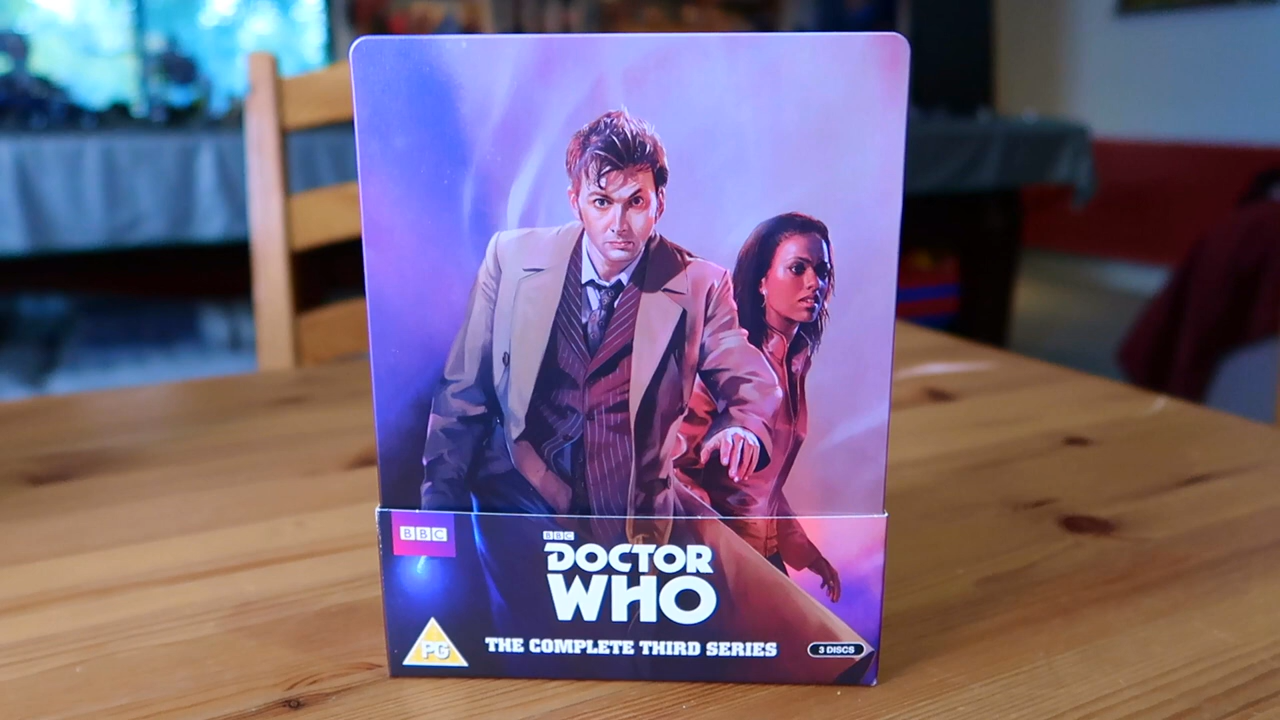 BBC
BBC
DOCTOR
WHO
PG
THE COMPLETE THIRD SERIES
3 DISCS